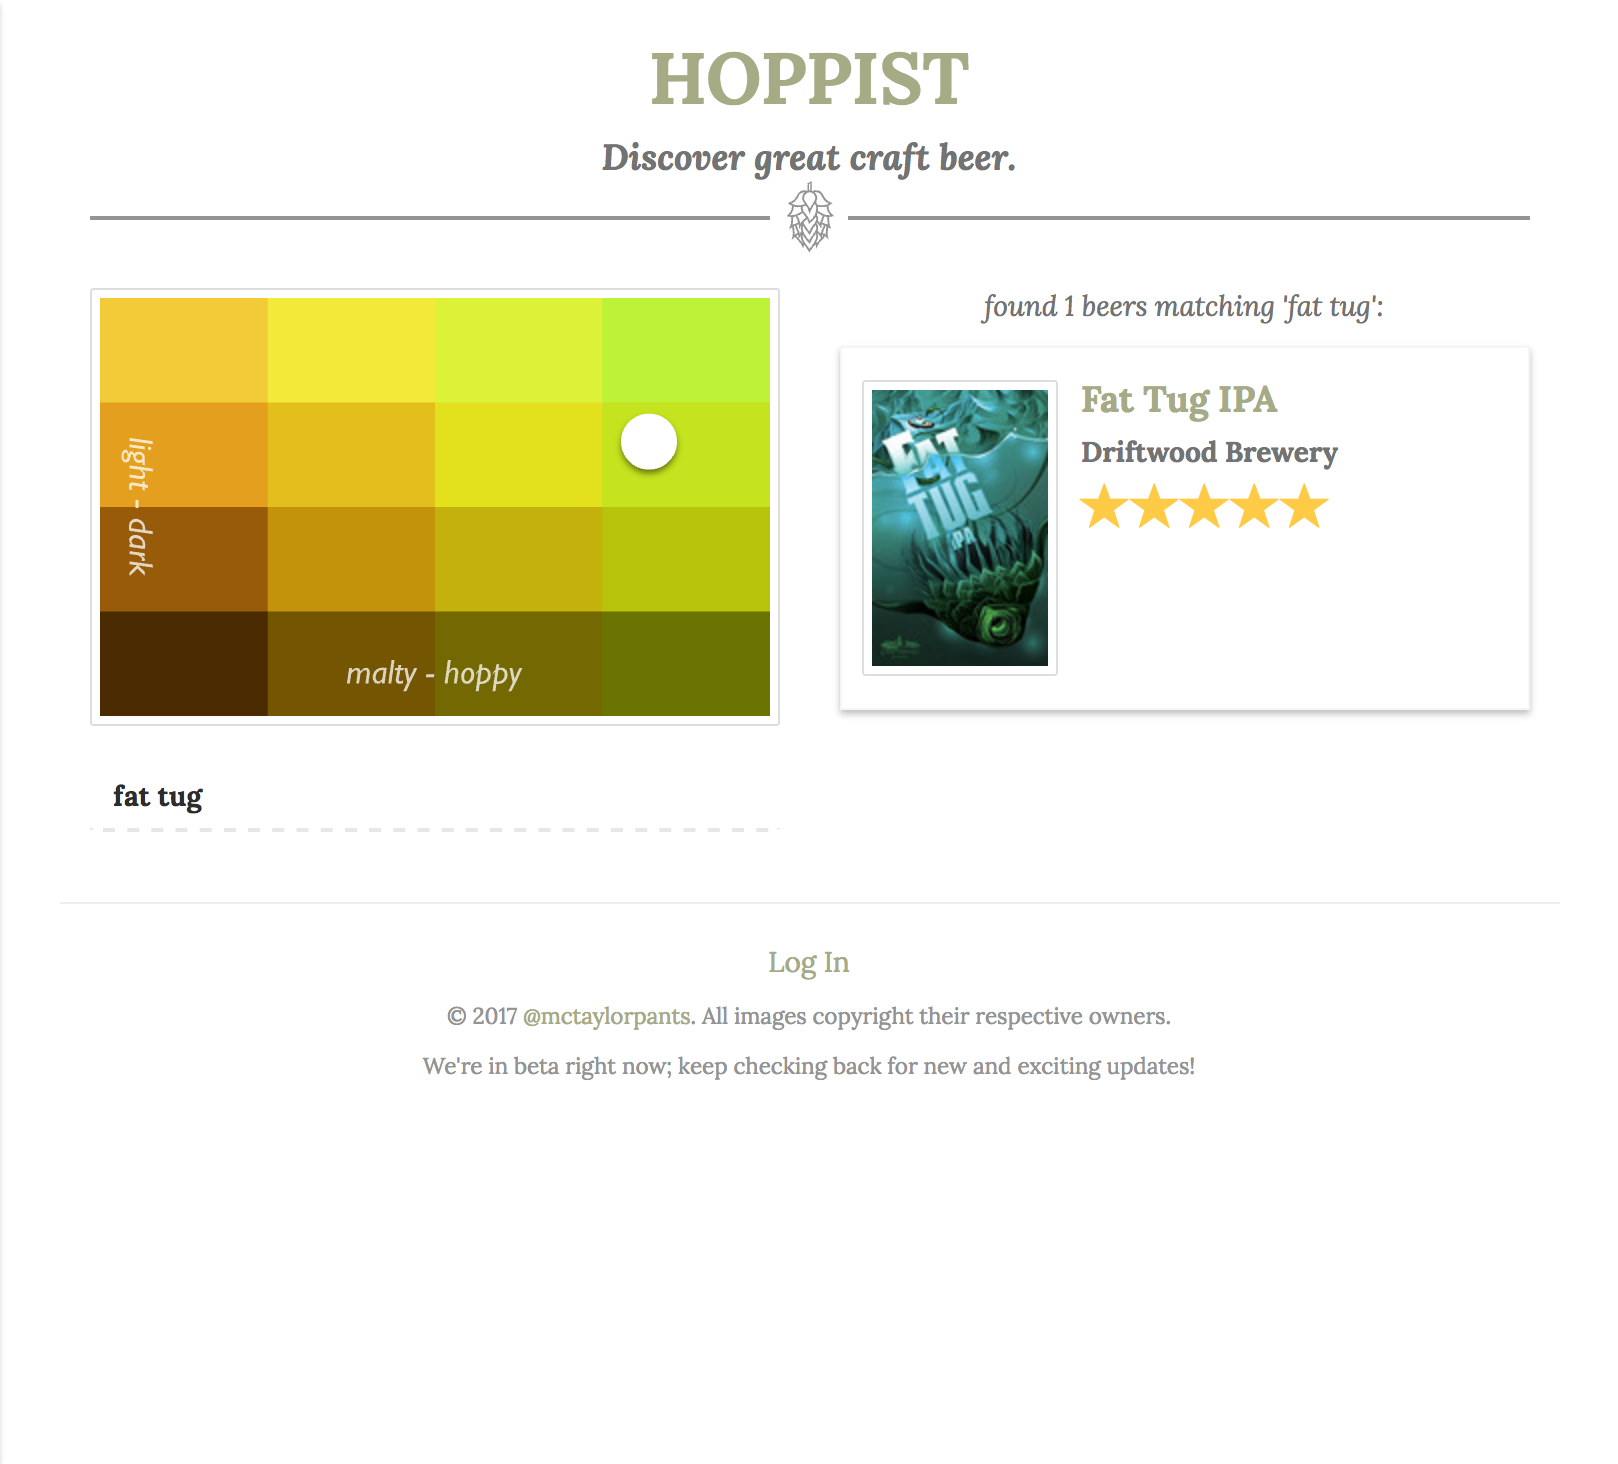 HOPPIST
Discover great craft beer.
light - dark
malty - hoppy
fat tug
found 1 beers matching 'fat tug':
FAT
TUG
IPA
Fat Tug IPA
Driftwood Brewery
Log In
© 2017 @mctaylorpants. All images copyright their respective owners.
We're in beta right now; keep checking back for new and exciting updates!